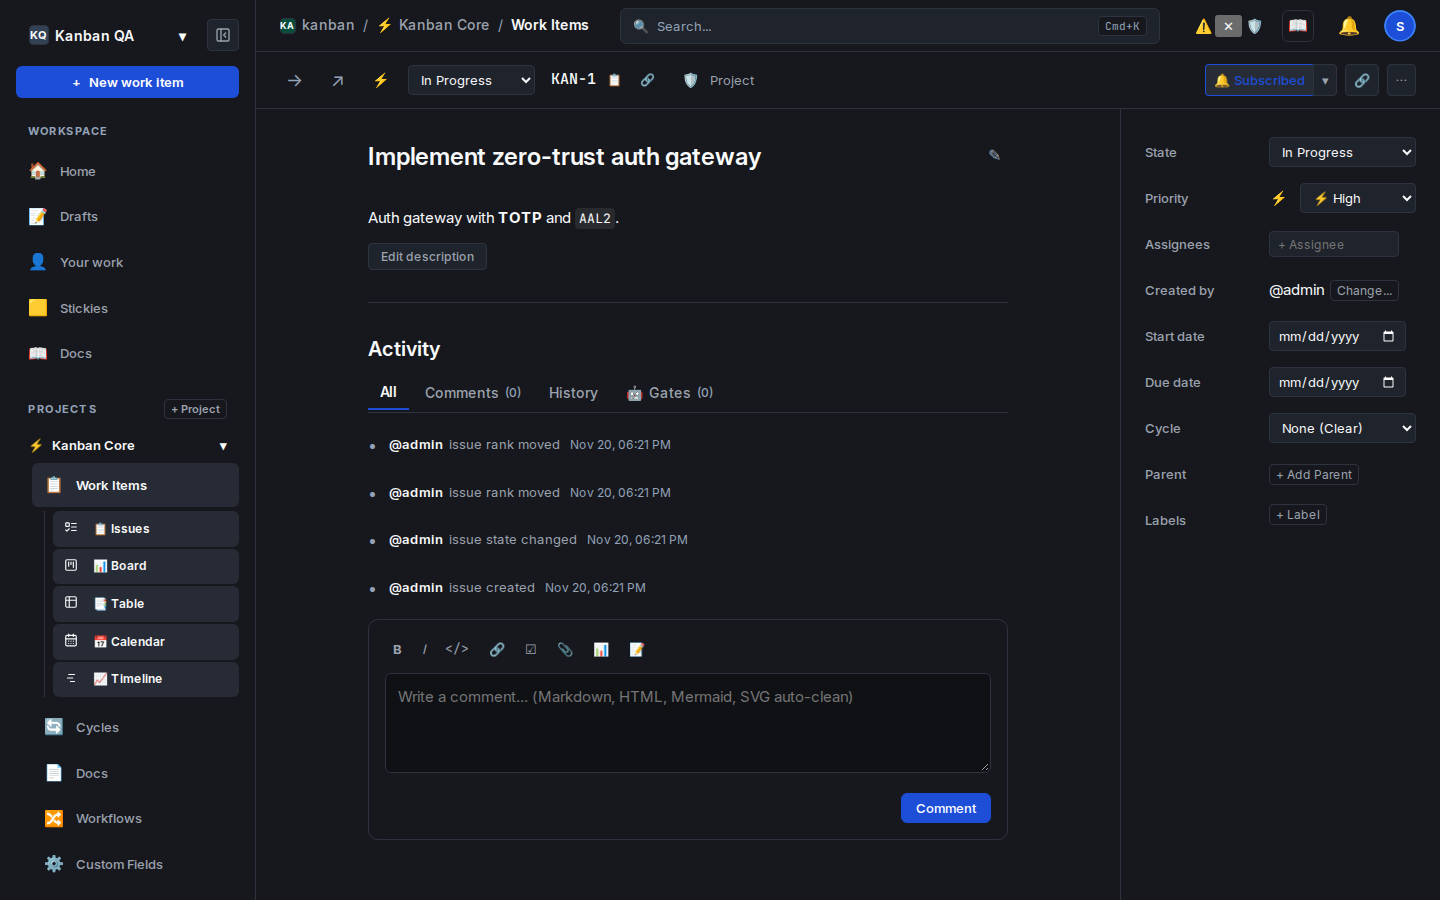 KQ Kanban QA ▾
+ New work item
WORKSPACE
Home
Drafts
Your work
Stickies
Docs
PROJECTS + Project
Kanban Core ▾
Work Items
Issues
Board
Table
Calendar
Timeline
Cycles
Docs
Workflows
Custom Fields
KA kanban / ⚡ Kanban Core / Work Items
Search... Cmd+K
S
In Progress KAN-1 Project
Subscribed ▾ ...
Implement zero-trust auth gateway
Auth gateway with TOTP and AAL2.
Edit description
Activity
All Comments (0) History Gates (0)
• @admin issue rank moved Nov 20, 06:21 PM
• @admin issue rank moved Nov 20, 06:21 PM
• @admin issue state changed Nov 20, 06:21 PM
• @admin issue created Nov 20, 06:21 PM
B I </>
Write a comment... (Markdown, HTML, Mermaid, SVG auto-clean)
Comment
State In Progress
Priority ⚡ ⚡ High
Assignees + Assignee
Created by @admin Change...
Start date mm/dd/yyyy
Due date mm/dd/yyyy
Cycle None (Clear)
Parent + Add Parent
Labels + Label